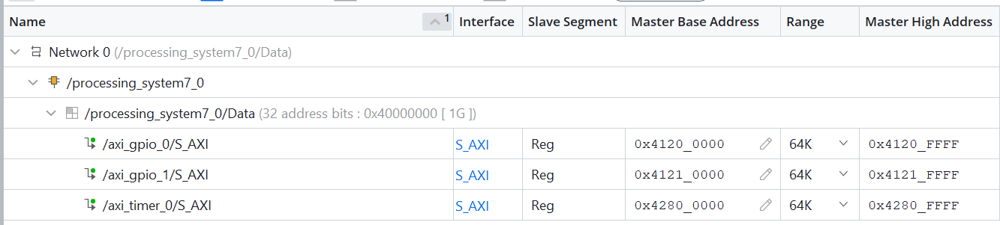 Name 1 Interface Slave Segment Master Base Address Range Master High Address
Network 0 (/processing_system7_0/Data)
/processing_system7_0
/processing_system7_0/Data (32 address bits : 0x40000000 [ 1G ])
/axi_gpio_0/S_AXI S_AXI Reg 0x4120_0000 64K 0x4120_FFFF
/axi_gpio_1/S_AXI S_AXI Reg 0x4121_0000 64K 0x4121_FFFF
/axi_timer_0/S_AXI S_AXI Reg 0x4280_0000 64K 0x4280_FFFF